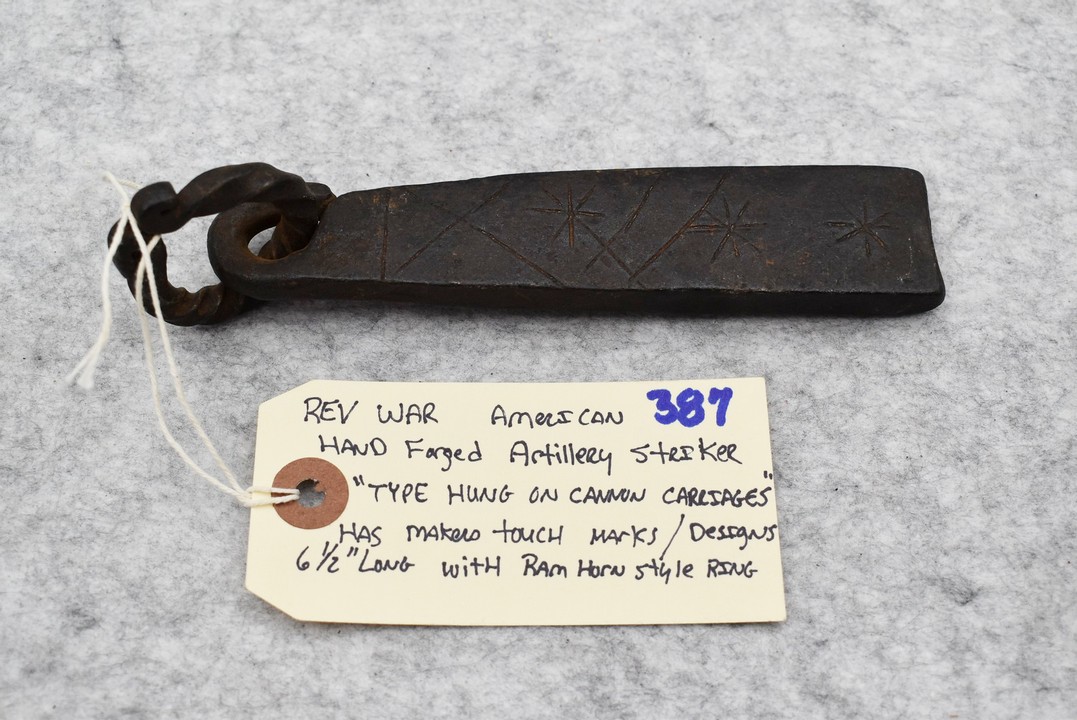 REV WAR AMERICAN 387
HAND Forged Artillery STRIKER
"TYPE HUNG ON CANNON CARRIAGES"
HAS MAKERS TOUCH MARKS / DESIGNS
6 1/2" LONG WITH RAM HORN STYLE RING